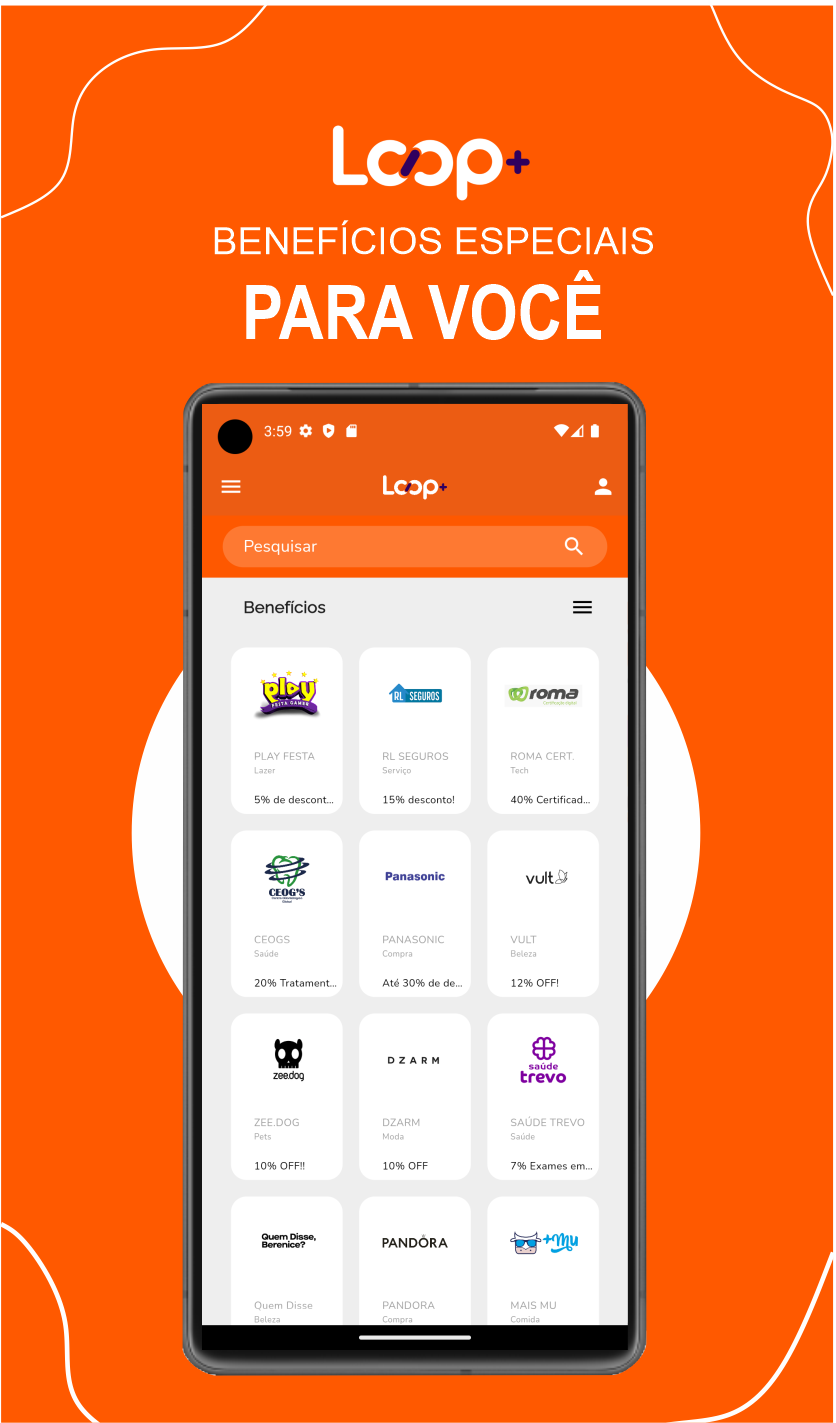 Loop+
BENEFÍCIOS ESPECIAIS
PARA VOCÊ
3:59
Loop+
Pesquisar
Benefícios
play
FESTA GAMER
RL SEGUROS
roma
Certificação Digital
PLAY FESTA
RL SEGUROS
ROMA CERT.
Lazer
Serviço
Tech
5% de descont...
15% desconto!
40% Certificad...
CEOG'S
Panasonic
vult
CEOGS
PANASONIC
VULT
Saúde
Compra
Beleza
20% Tratament...
Até 30% de de...
12% OFF!
zee.dog
DZARM
saúde
trevo
ZEE.DOG
DZARM
SAÚDE TREVO
Pets
Moda
Saúde
10% OFF!!
10% OFF
7% Exames em...
Quem Disse,
Berenice?
PANDÓRA
+Mu
Quem Disse
PANDORA
MAIS MU
Beleza
Compra
Comida